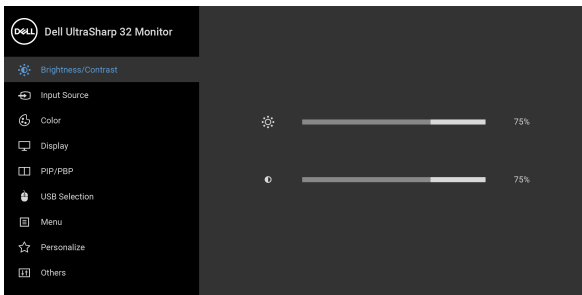 DELL
Dell UltraSharp 32 Monitor
Brightness/Contrast
Input Source
Color
Display
PIP/PBP
USB Selection
Menu
Personalize
Others
75%
75%